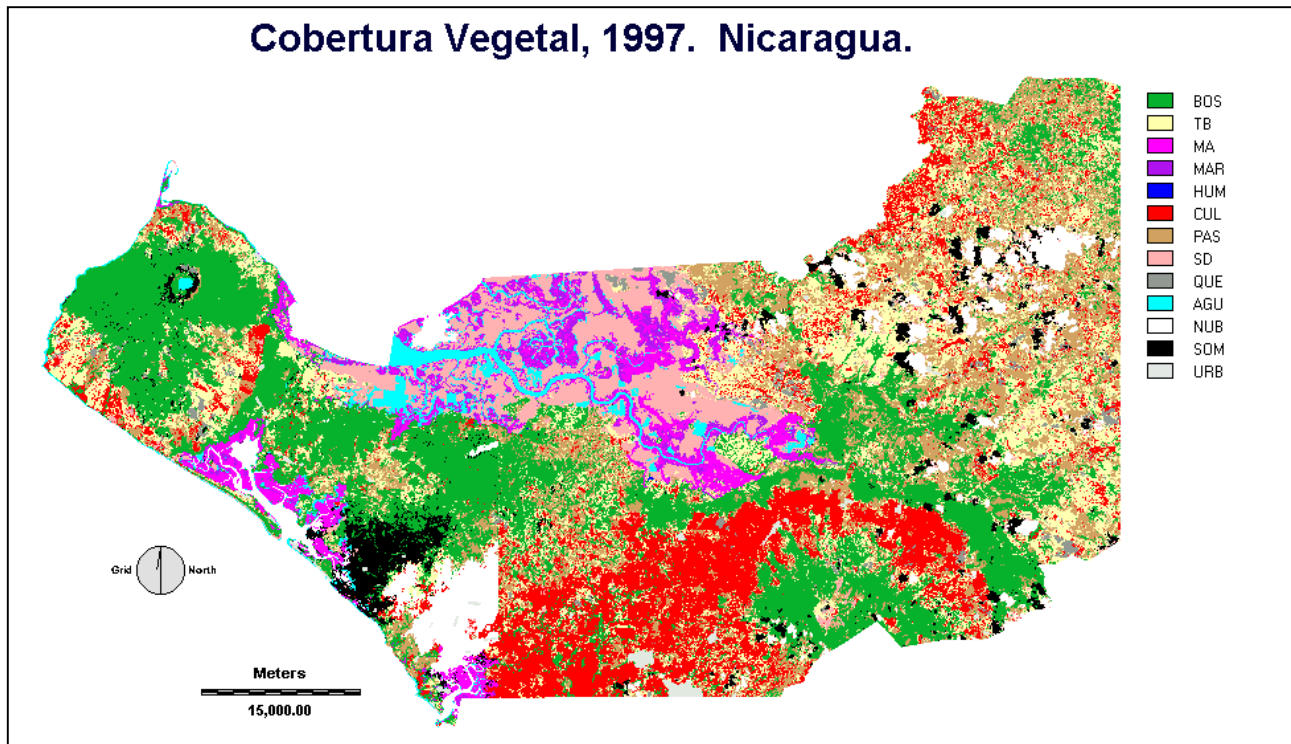 Cobertura Vegetal, 1997. Nicaragua.
BOS
TB
MA
MAR
HUM
CUL
PAS
SD
QUE
AGU
NUB
SOM
URB
Grid North
Meters
15,000.00